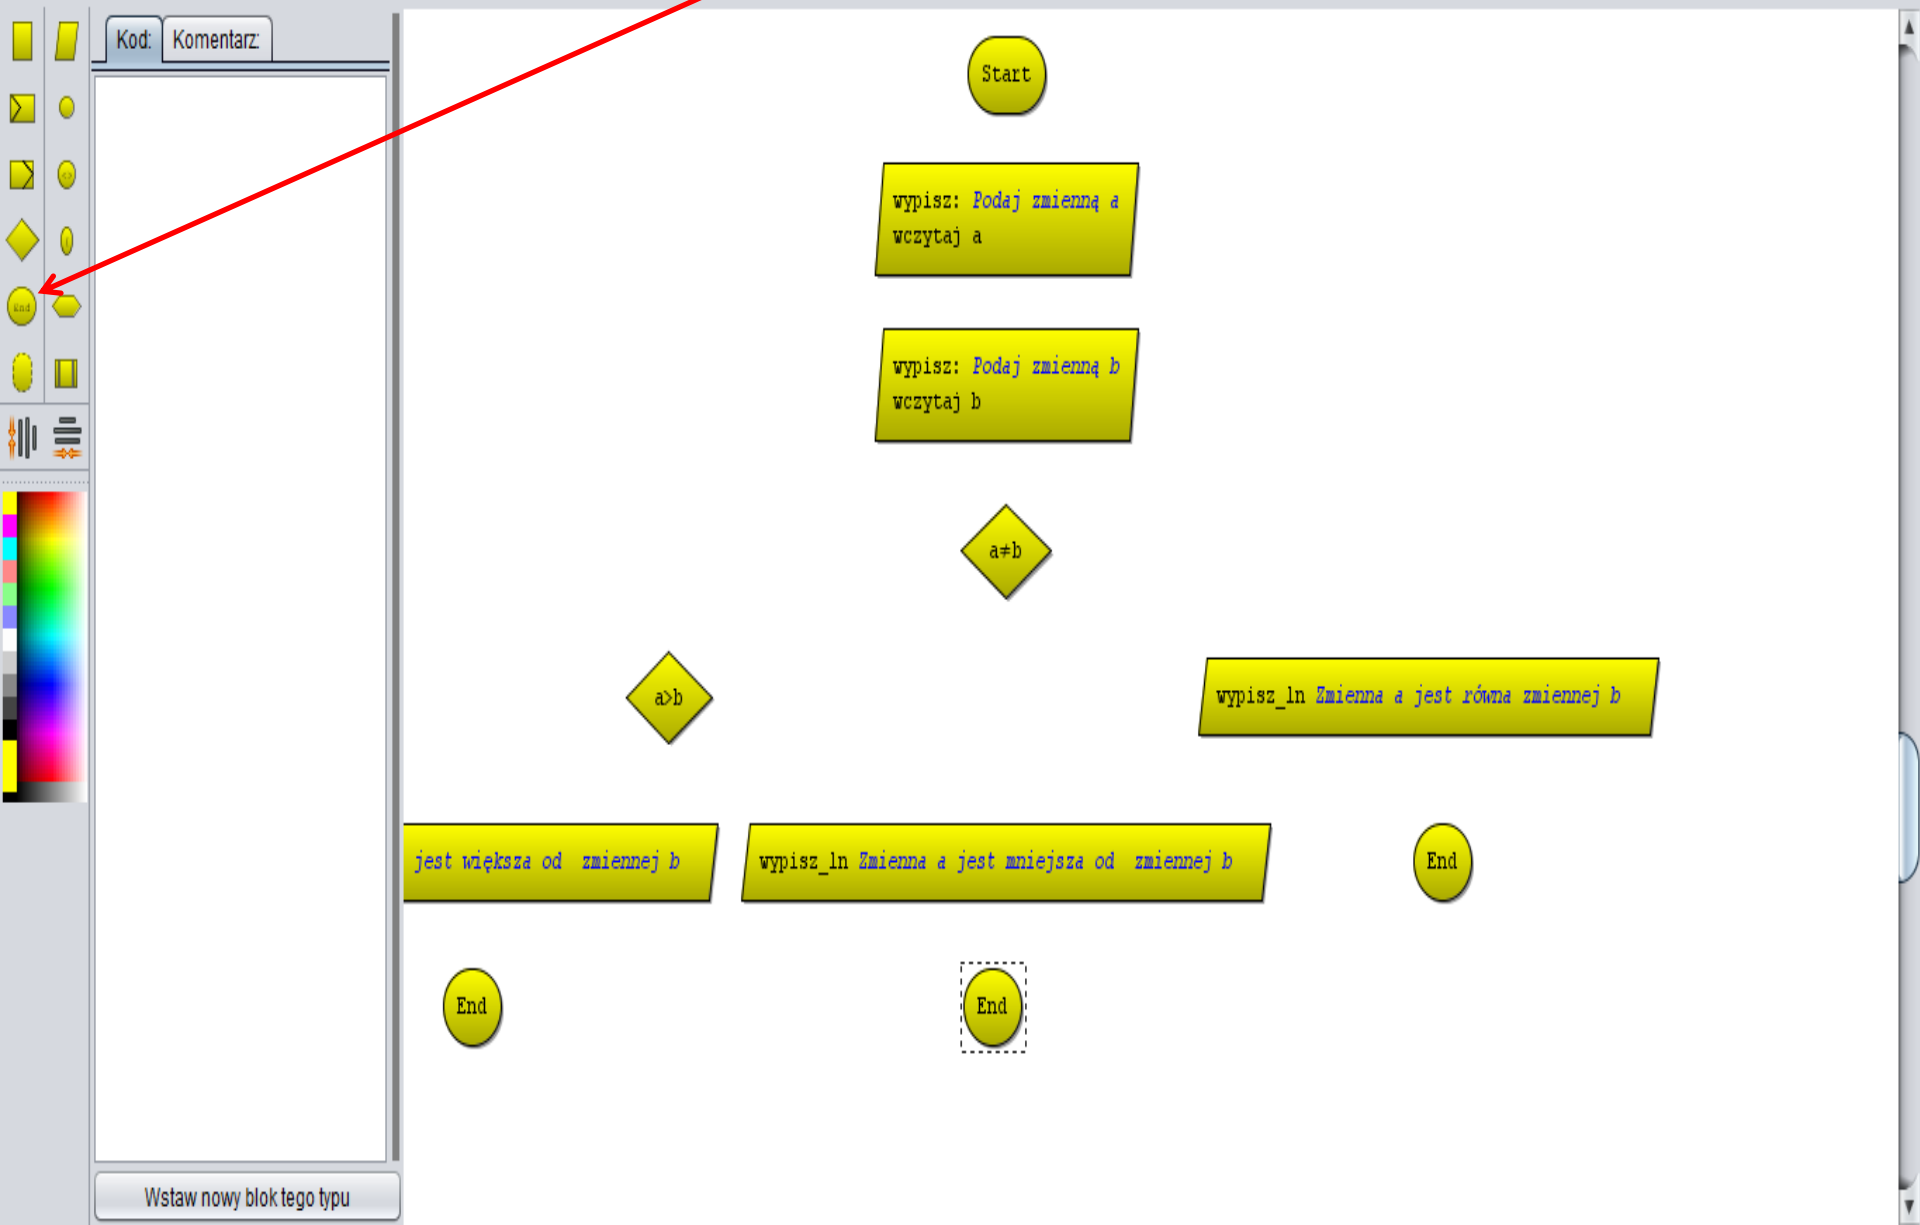 Kod: Komentarz:
Start
wypisz: Podaj zmienną a
wczytaj a
wypisz: Podaj zmienną b
wczytaj b
a≠b
a>b
wypisz_ln Zmienna a jest równa zmiennej b
jest większa od zmiennej b
wypisz_ln Zmienna a jest mniejsza od zmiennej b
End
End
End
End
Wstaw nowy blok tego typu